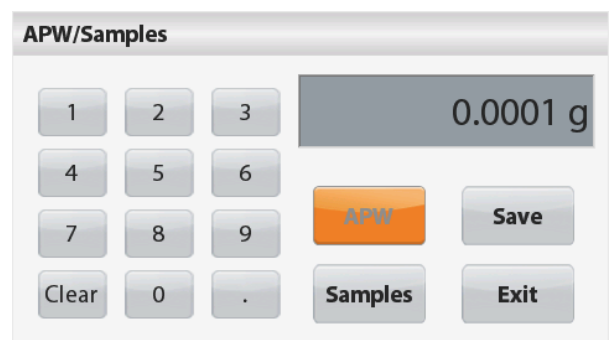 APW/Samples
1 2 3
0.0001 g
4 5 6
7 8 9
APW Save
Clear 0 .
Samples Exit